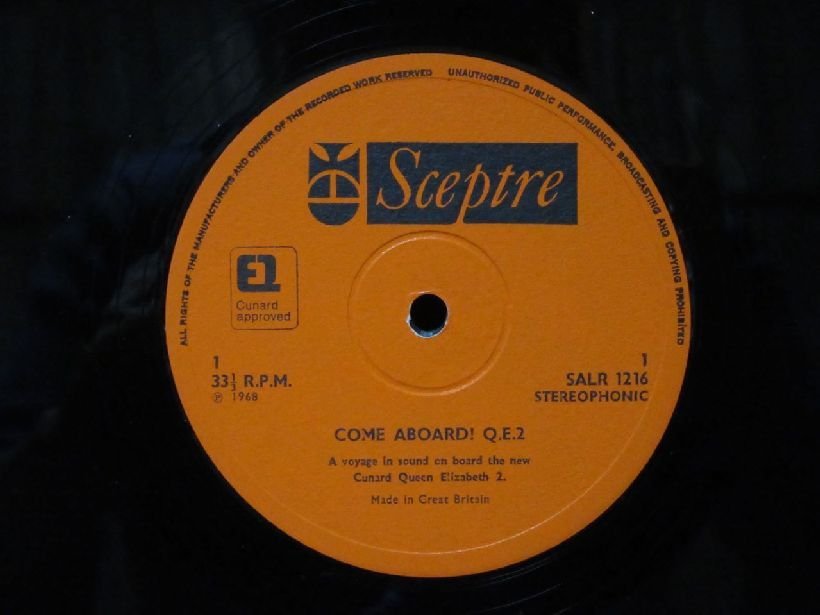 ALL RIGHTS OF THE MANUFACTURERS AND OWNER OF THE RECORDED WORK RESERVED UNAUTHORIZED PUBLIC PERFORMANCE, BROADCASTING AND COPYING PROHIBITED
Sceptre
Cunard
approved
1
33⅓ R.P.M.
℗ 1968
1
SALR 1216
STEREOPHONIC
COME ABOARD! Q.E.2
A voyage in sound on board the new
Cunard Queen Elizabeth 2.
Made in Great Britain